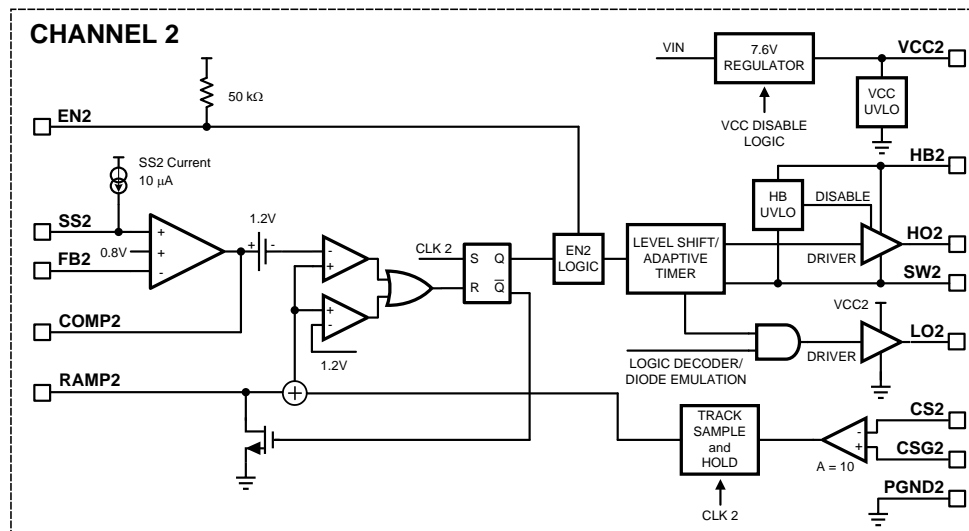 CHANNEL 2
VIN
7.6V
REGULATOR
VCC2
50 kΩ
VCC
UVLO
EN2
VCC DISABLE
LOGIC
SS2 Current
10 μA
HB2
HB
UVLO
DISABLE
SS2
+
0.8V
+
FB2
-
1.2V
+ -
-
+
CLK 2
S Q
R Q̅
EN2
LOGIC
LEVEL SHIFT/
ADAPTIVE
TIMER
DRIVER
HO2
SW2
+
-
1.2V
COMP2
VCC2
LO2
DRIVER
LOGIC DECODER/
DIODE EMULATION
RAMP2
+
TRACK
SAMPLE
and
HOLD
CLK 2
-
+
A = 10
CS2
CSG2
PGND2